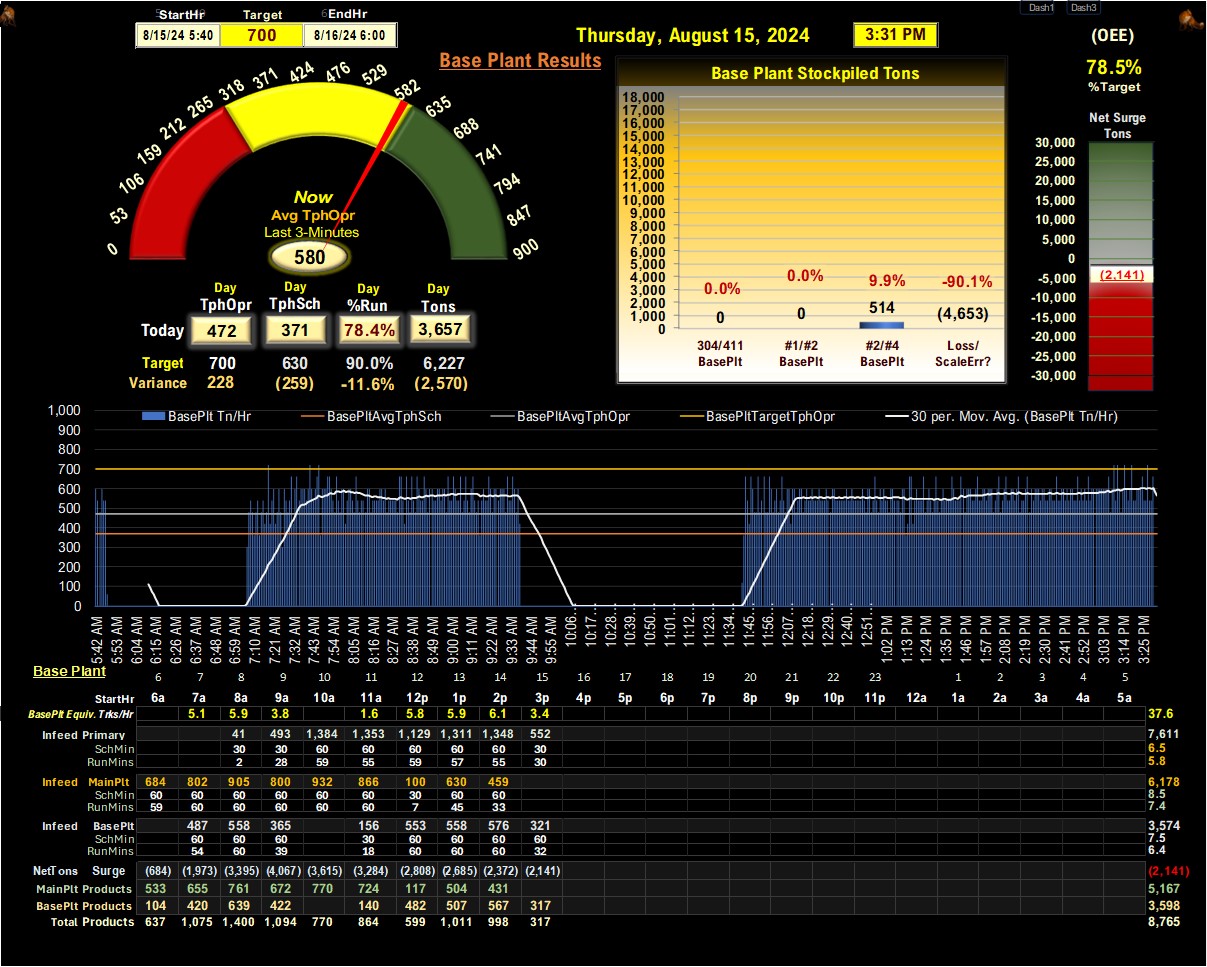 StartHr Target EndHr
8/15/24 5:40 700 8/16/24 6:00
Thursday, August 15, 2024 3:31 PM
Dash1 Dash3
(OEE)
78.5%
%Target
Base Plant Results
Net Surge
Tons
30,000
25,000
20,000
15,000
10,000
5,000
0
-5,000
-10,000
-15,000
-20,000
-25,000
-30,000
(2,141)
0 53 106 159 212 265 318 371 424 476 529 582 635 688 741 794 847 900
Now
Avg TphOpr
Last 3-Minutes
580
Base Plant Stockpiled Tons
18,000
17,000
16,000
15,000
14,000
13,000
12,000
11,000
10,000
9,000
8,000
7,000
6,000
5,000
4,000
3,000
2,000
1,000
0
0.0% 0.0% 9.9% -90.1%
0 0 514 (4,653)
304/411 #1/#2 #2/#4 Loss/
BasePlt BasePlt BasePlt ScaleErr?
Day Day Day Day
TphOpr TphSch %Run Tons
Today 472 371 78.4% 3,657
Target 700 630 90.0% 6,227
Variance 228 (259) -11.6% (2,570)
BasePlt Tn/Hr BasePltAvgTphSch BasePltAvgTphOpr BasePltTargetTphOpr 30 per. Mov. Avg. (BasePlt Tn/Hr)
1,000
900
800
700
600
500
400
300
200
100
0
5:42 AM 5:53 AM 6:04 AM 6:15 AM 6:26 AM 6:37 AM 6:48 AM 6:59 AM 7:10 AM 7:21 AM 7:32 AM 7:43 AM 7:54 AM 8:05 AM 8:16 AM 8:27 AM 8:38 AM 8:49 AM 9:00 AM 9:11 AM 9:22 AM 9:33 AM 9:44 AM 9:55 AM 10:06... 10:17... 10:28... 10:39... 10:50... 11:01... 11:12... 11:23... 11:34... 11:45... 11:56... 12:07... 12:18... 12:29... 12:40... 12:51... 1:02 PM 1:13 PM 1:24 PM 1:35 PM 1:46 PM 1:57 PM 2:08 PM 2:19 PM 2:30 PM 2:41 PM 2:52 PM 3:03 PM 3:14 PM 3:25 PM
Base Plant
6 7 8 9 10 11 12 13 14 15 16 17 18 19 20 21 22 23 1 2 3 4 5
StartHr 6a 7a 8a 9a 10a 11a 12p 1p 2p 3p 4p 5p 6p 7p 8p 9p 10p 11p 12a 1a 2a 3a 4a 5a
BasePlt Equiv. Trks/Hr 5.1 5.9 3.8 1.6 5.8 5.9 6.1 3.4 37.6
Infeed Primary 41 493 1,384 1,353 1,129 1,311 1,348 552 7,611
SchMin 30 30 60 60 60 60 60 30 6.5
RunMins 2 28 59 55 59 57 55 30 5.8
Infeed MainPlt 684 802 905 800 932 866 100 630 459 6,178
SchMin 60 60 60 60 60 60 30 60 60 8.5
RunMins 59 60 60 60 60 60 7 45 33 7.4
Infeed BasePlt 487 558 365 156 553 558 576 321 3,574
SchMin 60 60 60 30 60 60 60 60 7.5
RunMins 54 60 39 18 60 60 60 32 6.4
NetTons Surge (684) (1,973) (3,395) (4,067) (3,615) (3,284) (2,808) (2,685) (2,372) (2,141) (2,141)
MainPlt Products 533 655 761 672 770 724 117 504 431 5,167
BasePlt Products 104 420 639 422 140 482 507 567 317 3,598
Total Products 637 1,075 1,400 1,094 770 864 599 1,011 998 317 8,765